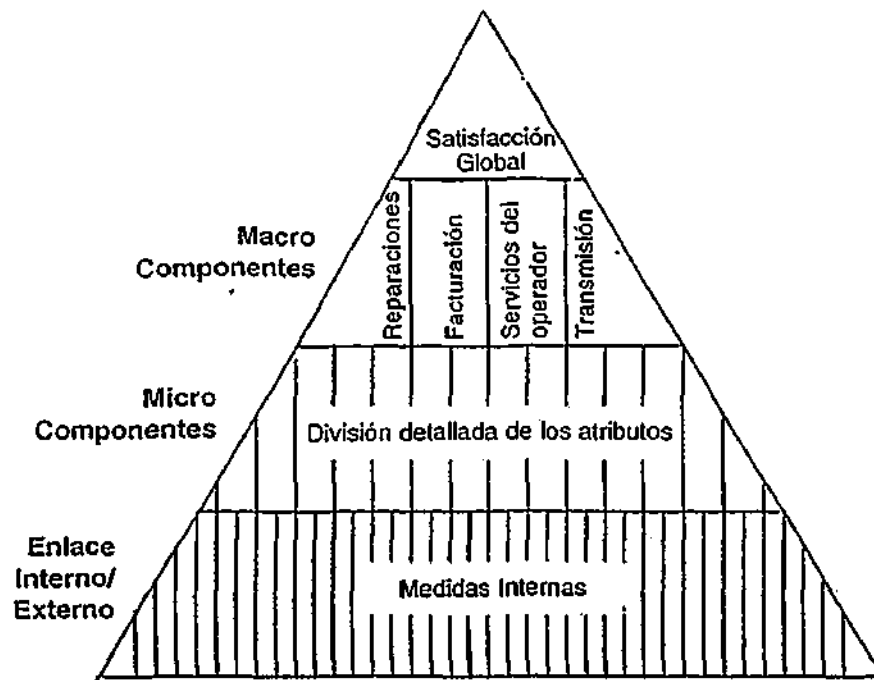 Satisfacción
Global
Macro
Componentes
Reparaciones
Facturación
Servicios del
operador
Transmisión
Micro
Componentes
División detallada de los atributos
Enlace
Interno/
Externo
Medidas Internas